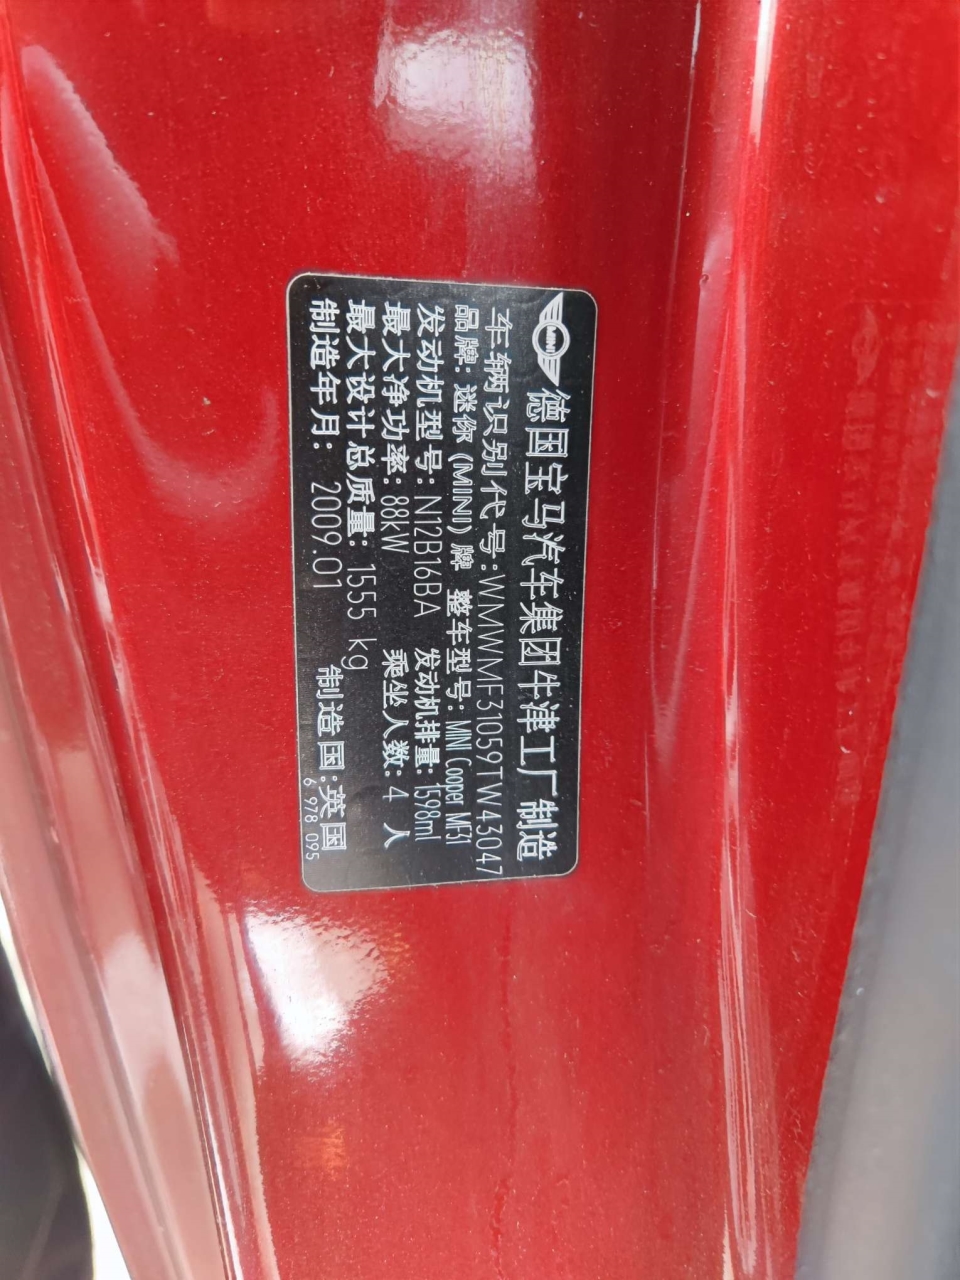 MINI
德国宝马汽车集团牛津工厂制造
车辆识别代号:WMWMF31059TW43047
品牌: 迷你 (MINI) 牌 整车型号: MINI Cooper MF31
发动机型号: N12B16BA 发动机排量: 1598ml
最大净功率: 88kW 乘坐人数: 4 人
最大设计总质量: 1555 kg
制造年月: 2009.01 制造国:英国
6 978 095